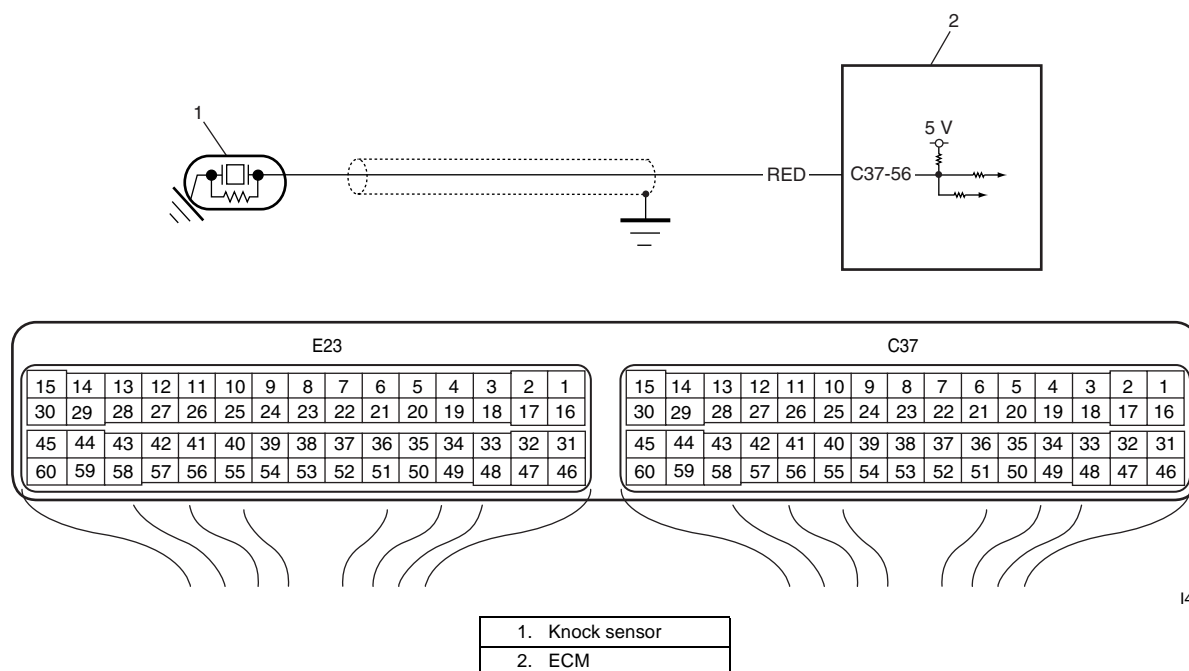 2
1
5 V
RED
C37-56
E23
C37
15 14 13 12 11 10 9 8 7 6 5 4 3 2 1
30 29 28 27 26 25 24 23 22 21 20 19 18 17 16
45 44 43 42 41 40 39 38 37 36 35 34 33 32 31
60 59 58 57 56 55 54 53 52 51 50 49 48 47 46
15 14 13 12 11 10 9 8 7 6 5 4 3 2 1
30 29 28 27 26 25 24 23 22 21 20 19 18 17 16
45 44 43 42 41 40 39 38 37 36 35 34 33 32 31
60 59 58 57 56 55 54 53 52 51 50 49 48 47 46
1. Knock sensor
2. ECM